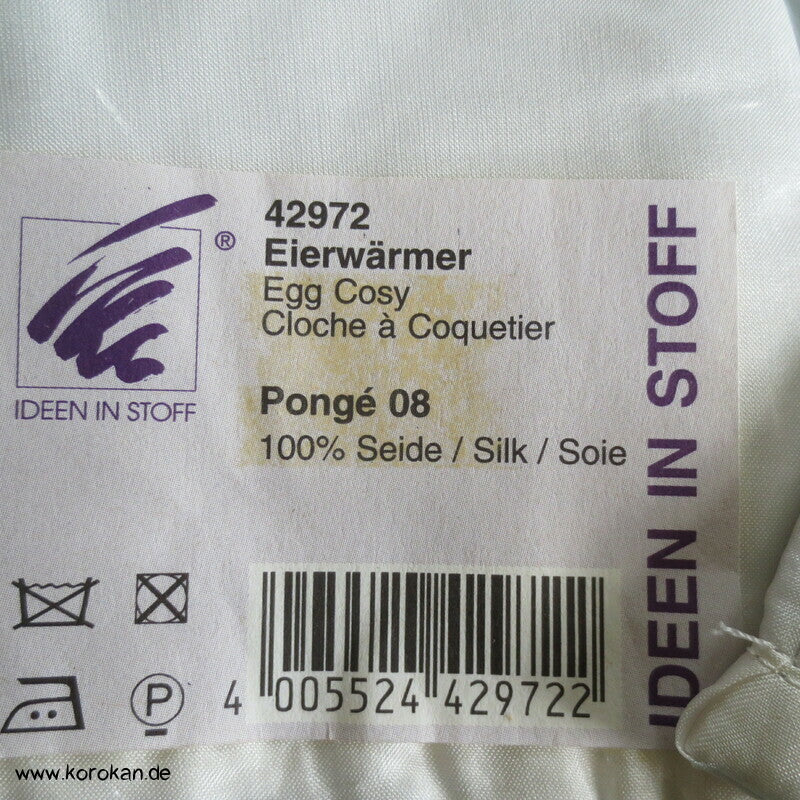 42972
Eierwärmer
Egg Cosy
Cloche à Coquetier
Pongé 08
100% Seide / Silk / Soie
®
IDEEN IN STOFF
IDEEN IN STOFF
P
4 005524 429722
www.korokan.de